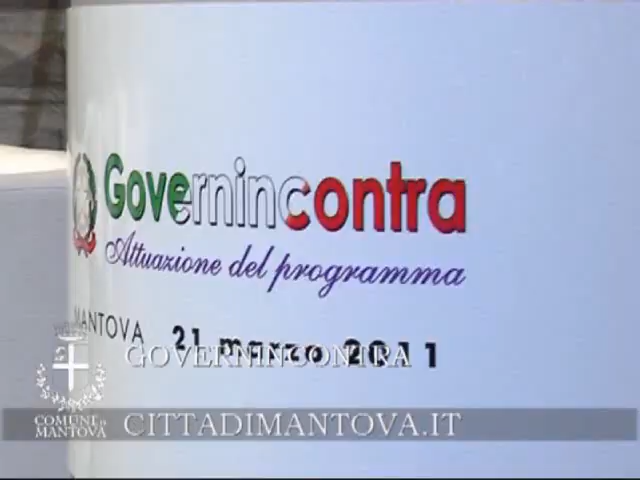 Governincontra
Attuazione del programma
MANTOVA 21 marzo 2011
GOVERNINCONTRA
COMUNE DI
MANTOVA
CITTADIMANTOVA.IT